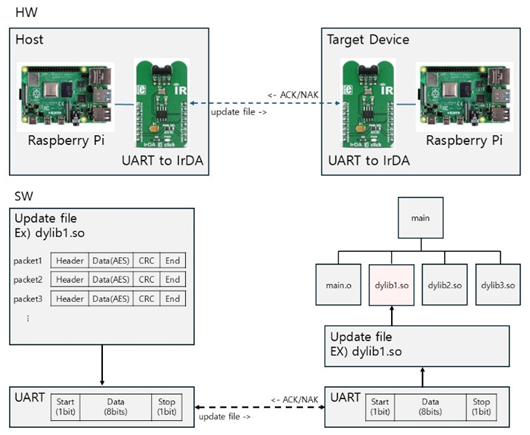 HW
Host
Target Device
IR
IrDA click
Raspberry Pi
UART to IrDA
<- ACK/NAK
update file ->
IR
IrDA click
UART to IrDA
Raspberry Pi
SW
Update file
Ex) dylib1.so
packet1 Header Data(AES) CRC End
packet2 Header Data(AES) CRC End
packet3 Header Data(AES) CRC End
⋮
main
main.o dylib1.so dylib2.so dylib3.so
Update file
EX) dylib1.so
UART
Start (1bit)
Data (8bits)
Stop (1bit)
<- ACK/NAK
update file ->
UART
Start (1bit)
Data (8bits)
Stop (1bit)